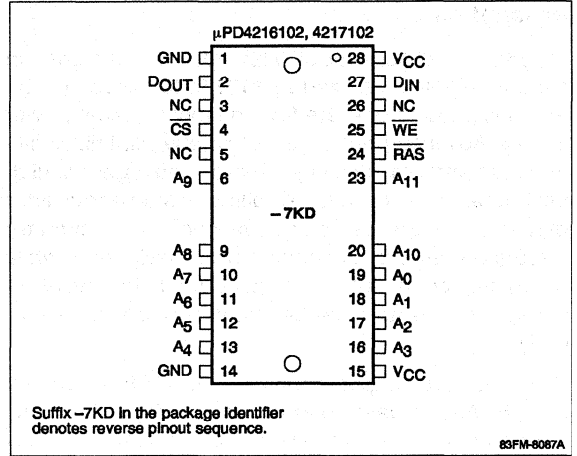 μPD4216102, 4217102
GND 1 28 VCC
DOUT 2 27 DIN
NC 3 26 NC
CS 4 25 WE
NC 5 24 RAS
A9 6 23 A11
–7KD
A8 9 20 A10
A7 10 19 A0
A6 11 18 A1
A5 12 17 A2
A4 13 16 A3
GND 14 15 VCC
Suffix –7KD in the package identifier
denotes reverse pinout sequence.
83FM-8087A